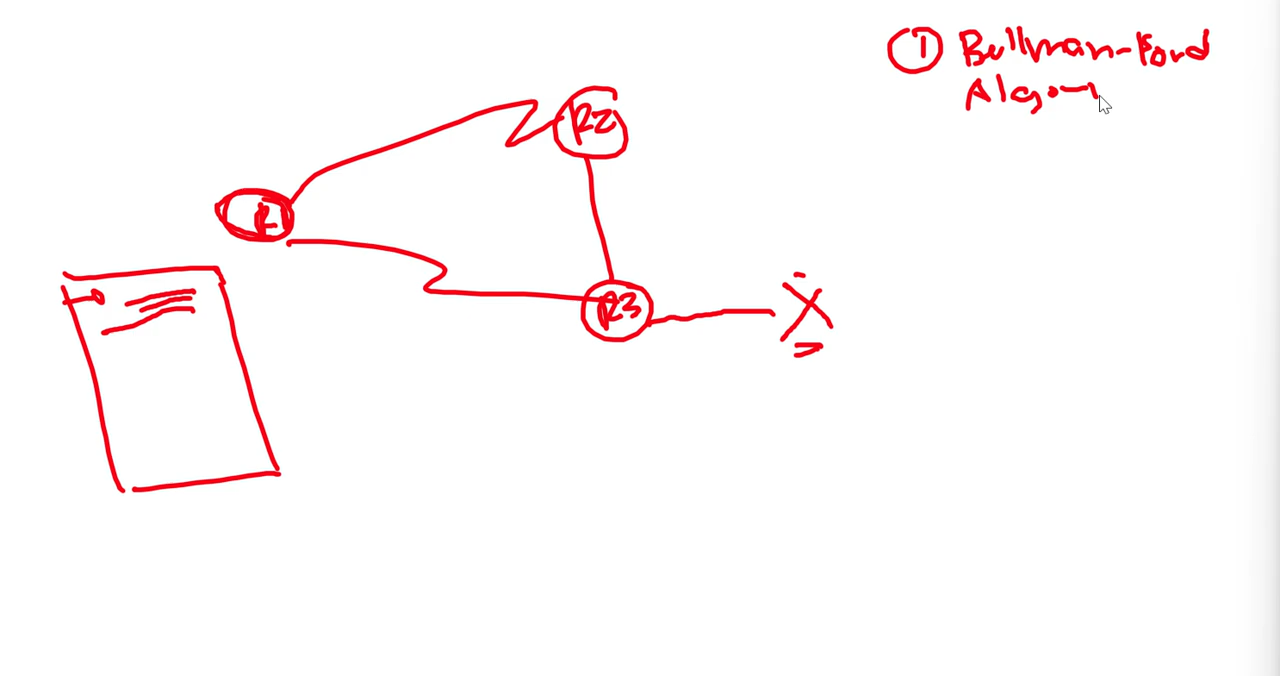 ① Bellman-Ford
Algo
R2
R1
R3
X